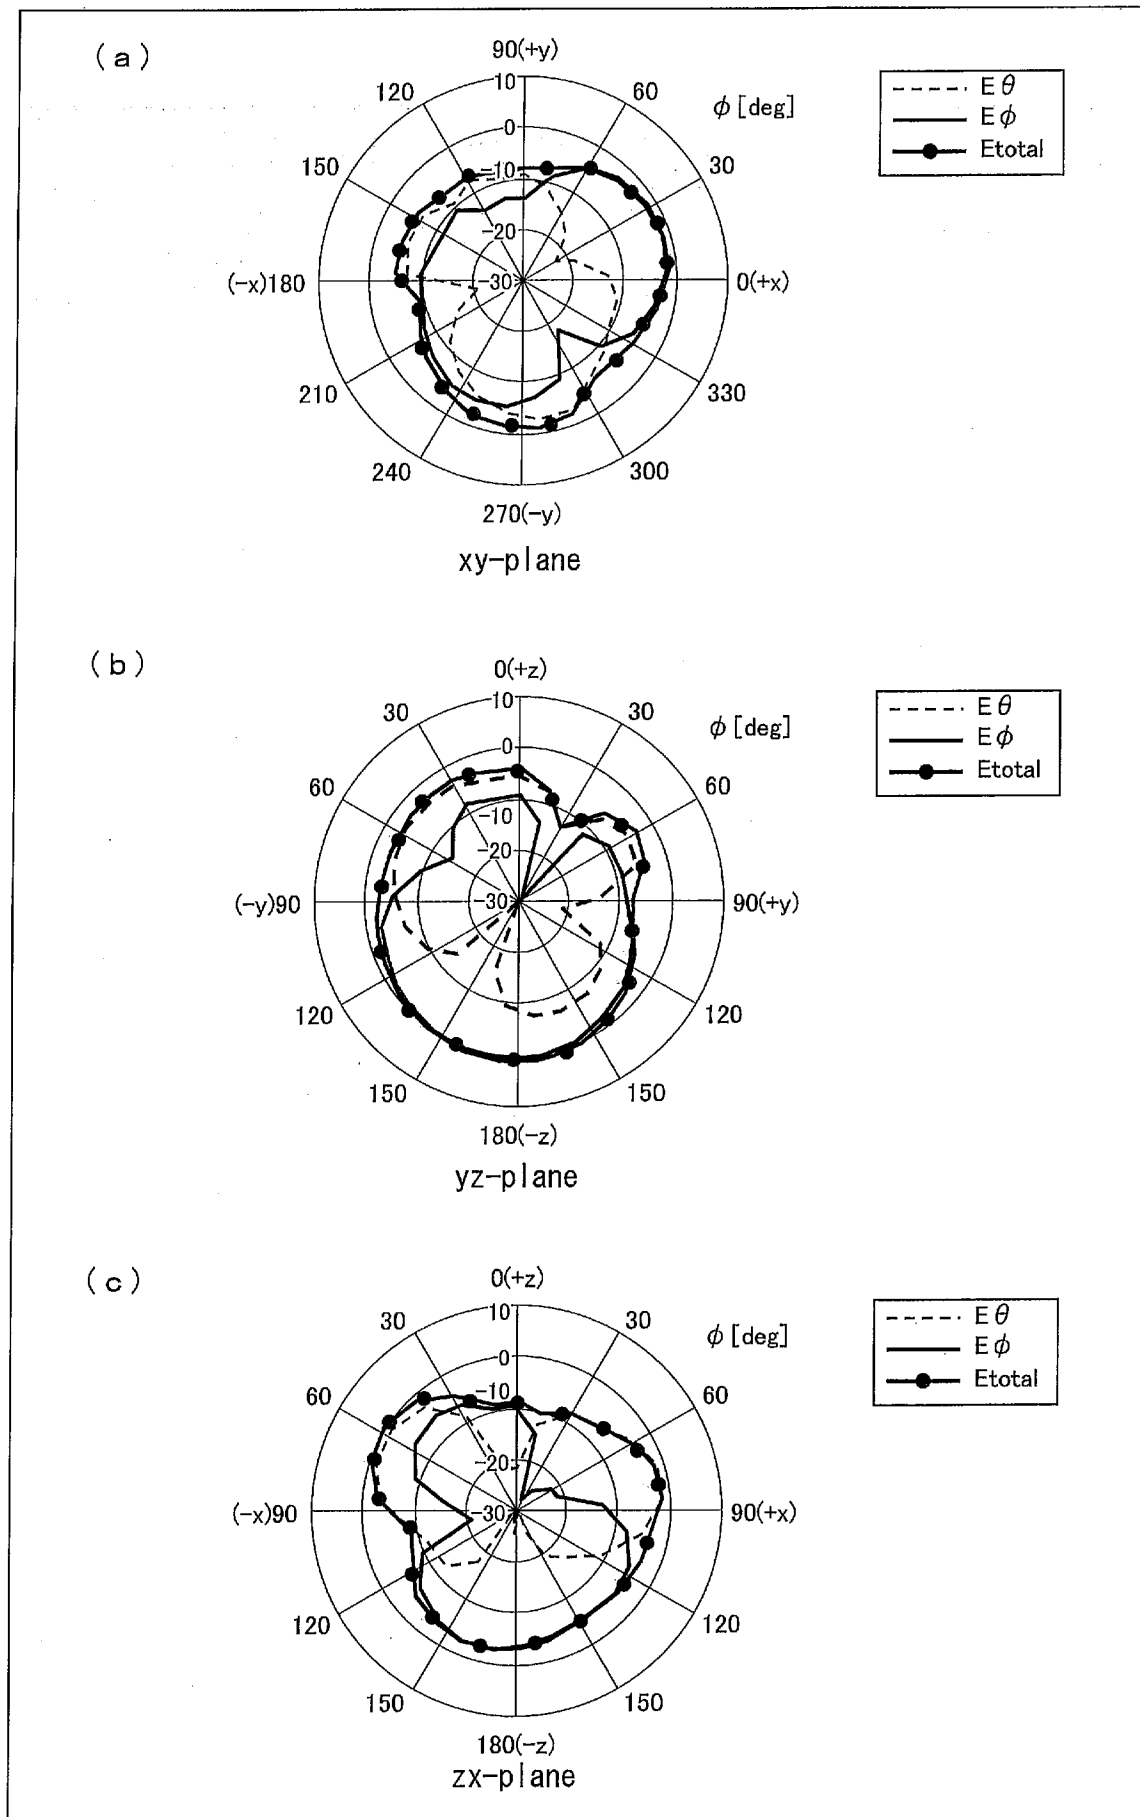 (a)
90(+y)
10
120
60
φ[deg]
Eθ
Eφ
Etotal
0
150
30
-10
-20
(-x)180
-30
0(+x)
210
330
240
300
270(-y)
xy-plane
(b)
0(+z)
10
30
30
φ[deg]
Eθ
Eφ
Etotal
0
60
60
-10
-20
(-y)90
-30
90(+y)
120
120
150
150
180(-z)
yz-plane
(c)
0(+z)
10
30
30
φ[deg]
Eθ
Eφ
Etotal
0
60
60
-10
-20
(-x)90
-30
90(+x)
120
120
150
150
180(-z)
zx-plane